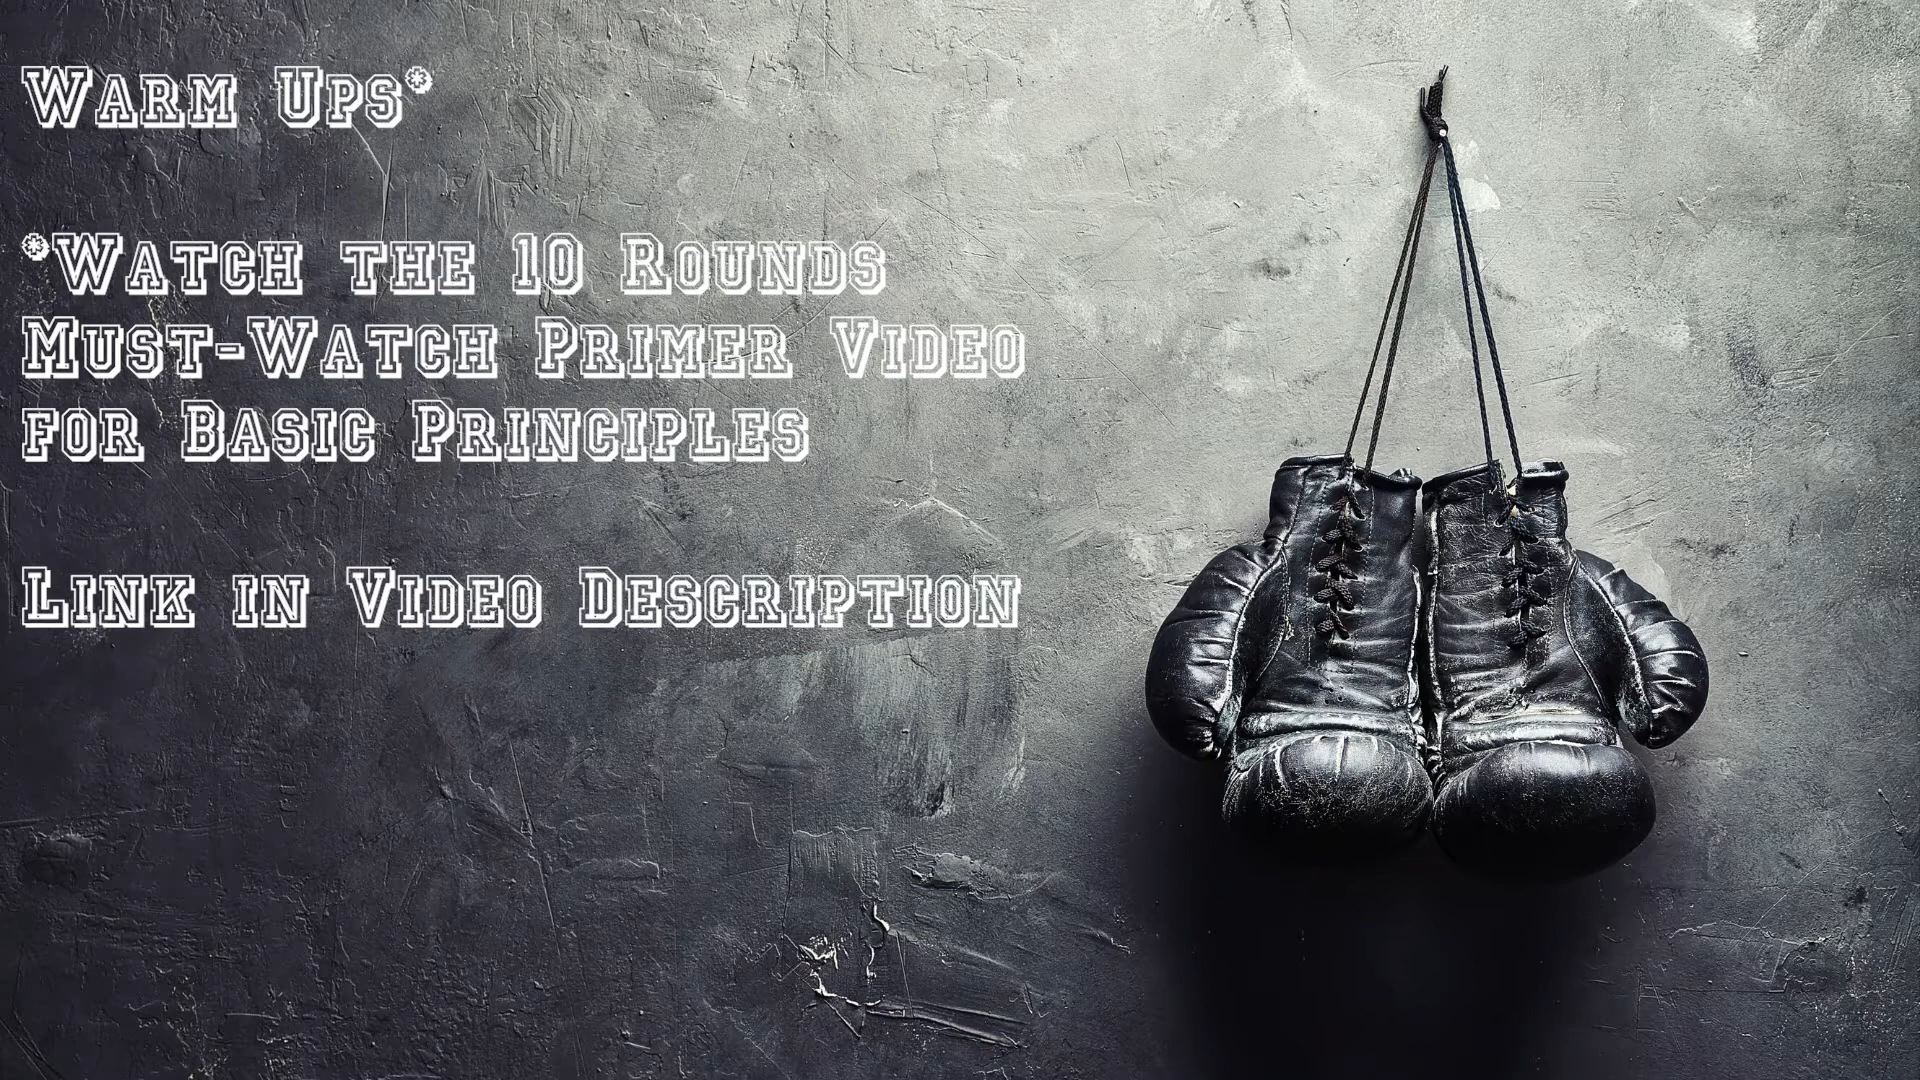 Warm Ups*
*Watch the 10 Rounds
Must-Watch Primer Video
for Basic Principles
Link in Video Description